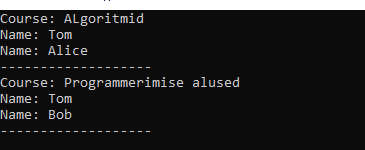 Course: ALgoritmid
Name: Tom
Name: Alice
-------------------
Course: Programmerimise alused
Name: Tom
Name: Bob
-------------------